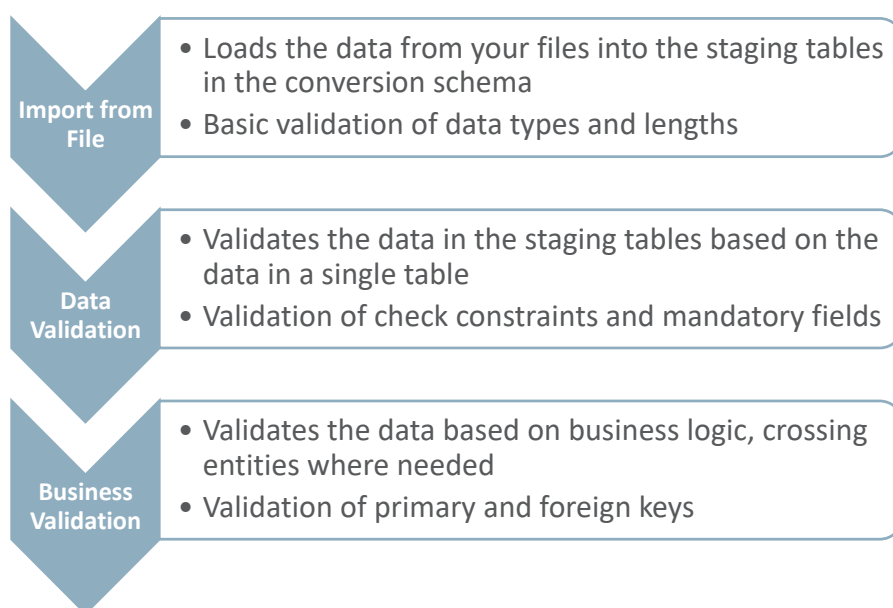 Import from
File
• Loads the data from your files into the staging tables
in the conversion schema
• Basic validation of data types and lengths
Data
Validation
• Validates the data in the staging tables based on the
data in a single table
• Validation of check constraints and mandatory fields
Business
Validation
• Validates the data based on business logic, crossing
entities where needed
• Validation of primary and foreign keys